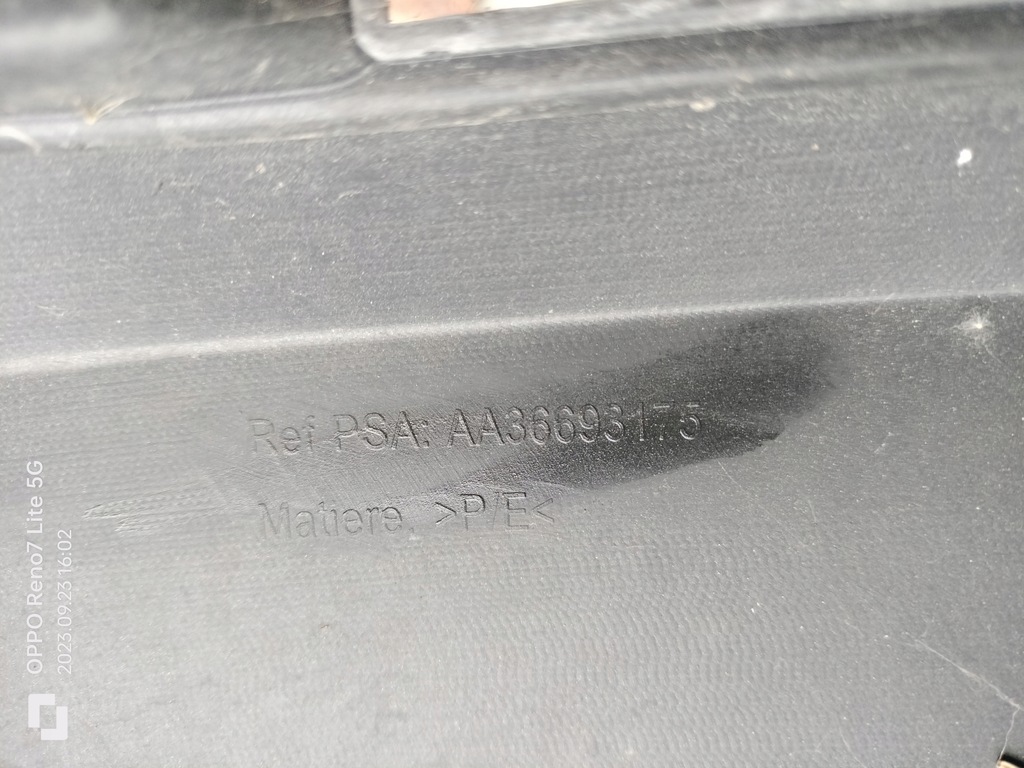 Ref PSA: AA36693175
Matiere. >P/E<
OPPO Reno7 Lite 5G
2023.09.23 16:02